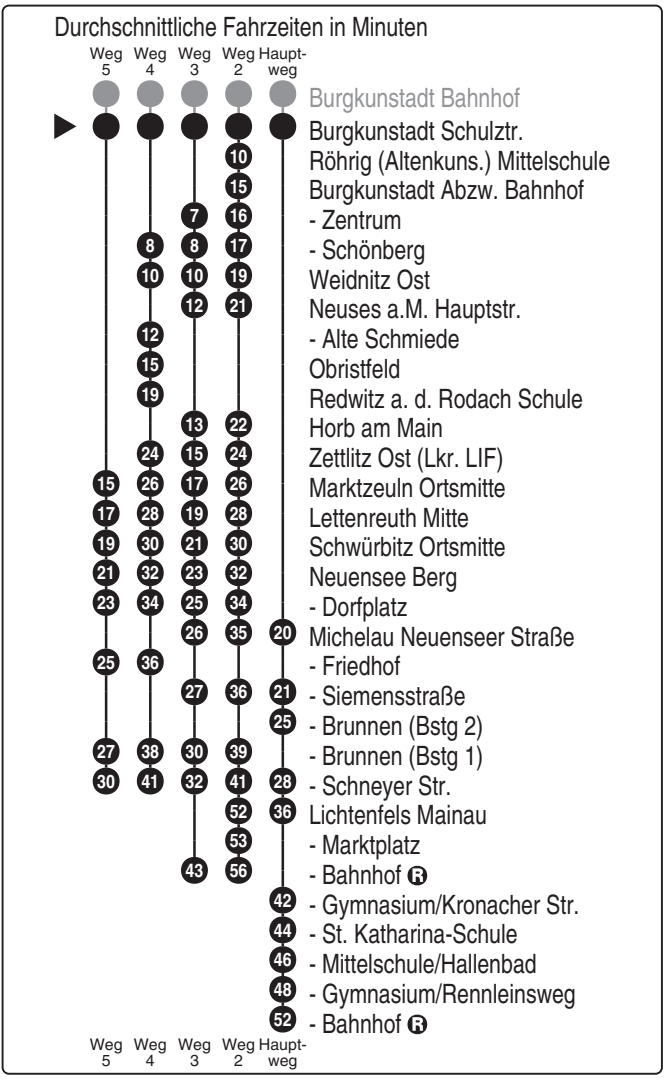 Durchschnittliche Fahrzeiten in Minuten
Weg 5 Weg 4 Weg 3 Weg 2 Haupt-weg
Burgkunstadt Bahnhof
Burgkunstadt Schulztr.
10 Röhrig (Altenkuns.) Mittelschule
15 Burgkunstadt Abzw. Bahnhof
7 16 - Zentrum
8 8 17 - Schönberg
10 10 19 Weidnitz Ost
12 21 Neuses a.M. Hauptstr.
12 - Alte Schmiede
15 Obristfeld
19 Redwitz a. d. Rodach Schule
13 22 Horb am Main
24 15 24 Zettlitz Ost (Lkr. LIF)
15 26 17 26 Marktzeuln Ortsmitte
17 28 19 28 Lettenreuth Mitte
19 30 21 30 Schwürbitz Ortsmitte
21 32 23 32 Neuensee Berg
23 34 25 34 - Dorfplatz
26 35 20 Michelau Neuenseer Straße
25 36 - Friedhof
27 36 21 - Siemensstraße
25 - Brunnen (Bstg 2)
27 38 30 39 - Brunnen (Bstg 1)
30 41 32 41 28 - Schneyer Str.
52 36 Lichtenfels Mainau
53 - Marktplatz
43 56 - Bahnhof R
42 - Gymnasium/Kronacher Str.
44 - St. Katharina-Schule
46 - Mittelschule/Hallenbad
48 - Gymnasium/Rennleinsweg
52 - Bahnhof R
Weg 5 Weg 4 Weg 3 Weg 2 Haupt-weg